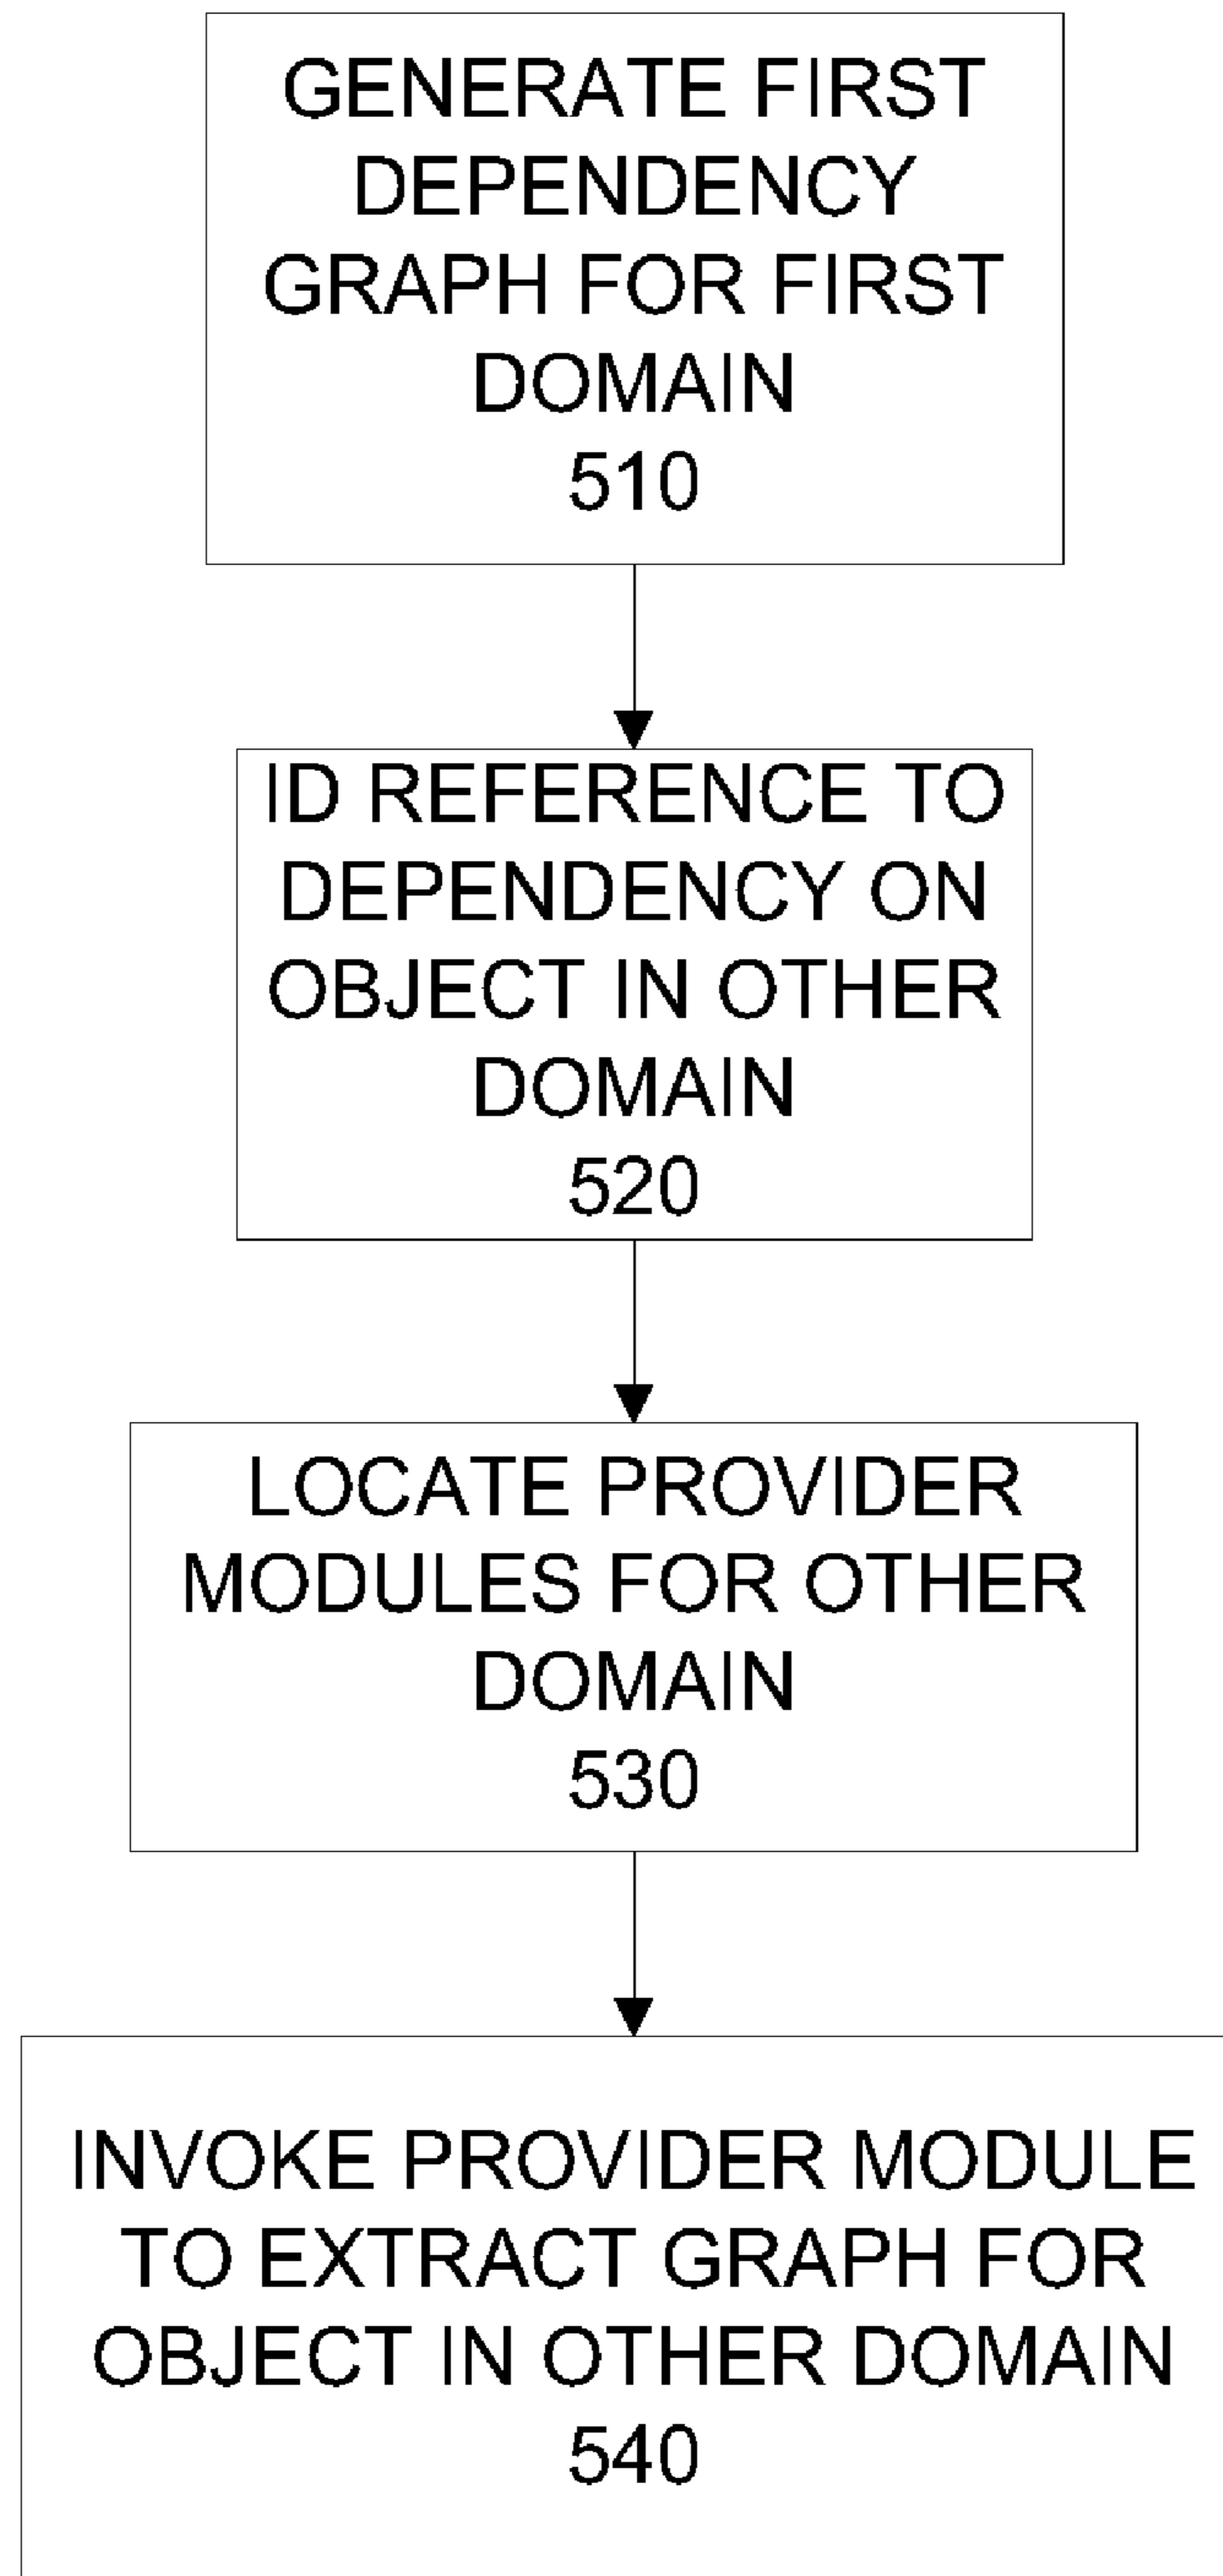 GENERATE FIRST
DEPENDENCY
GRAPH FOR FIRST
DOMAIN
510
ID REFERENCE TO
DEPENDENCY ON
OBJECT IN OTHER
DOMAIN
520
LOCATE PROVIDER
MODULES FOR OTHER
DOMAIN
530
INVOKE PROVIDER MODULE
TO EXTRACT GRAPH FOR
OBJECT IN OTHER DOMAIN
540